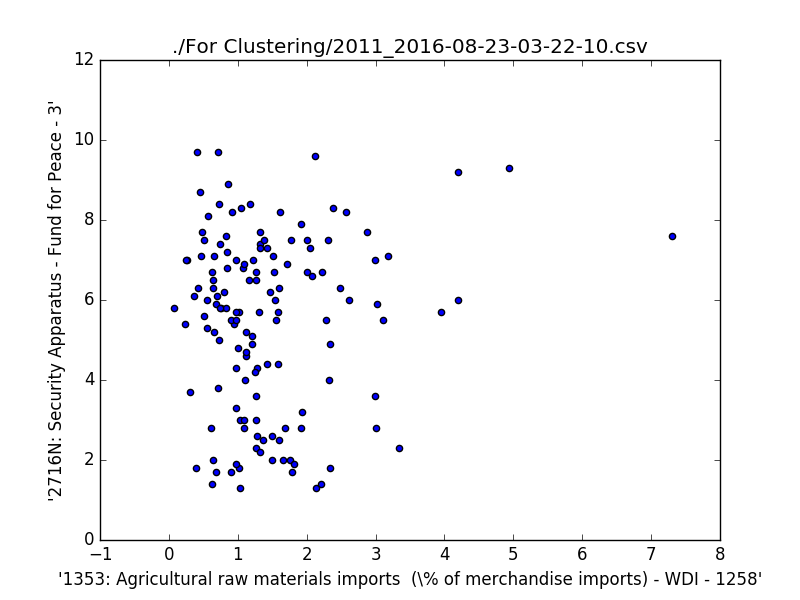 ./For Clustering/2011_2016-08-23-03-22-10.csv
12
10
8
6
4
2
0
'2716N: Security Apparatus - Fund for Peace - 3'
−1 0 1 2 3 4 5 6 7 8
'1353: Agricultural raw materials imports  (\% of merchandise imports) - WDI - 1258'